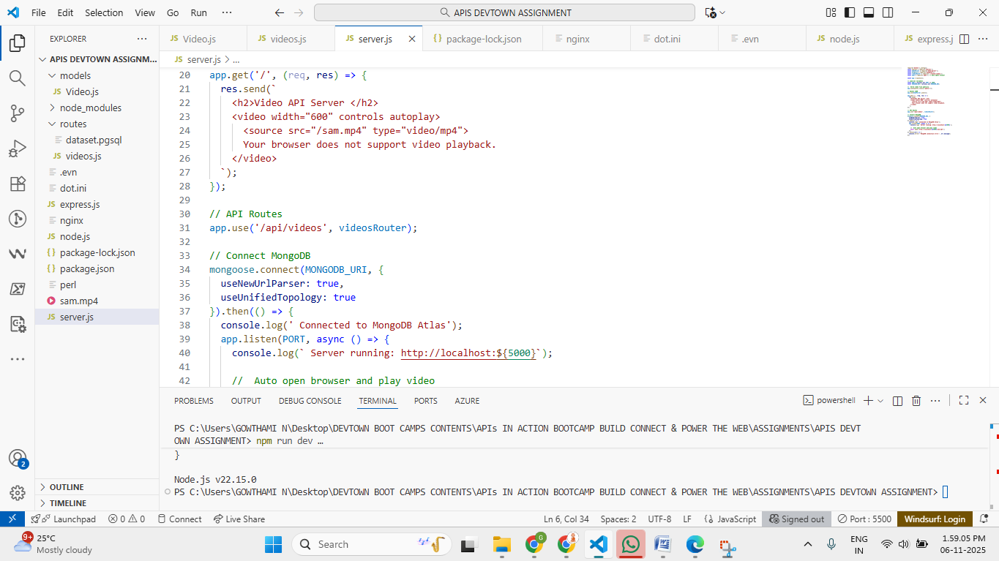 File Edit Selection View Go Run ···
APIS DEVTOWN ASSIGNMENT
EXPLORER
APIS DEVTOWN ASSIGNM...
models
JS Video.js
node_modules
routes
dataset.pgsql
JS videos.js
.evn
dot.ini
JS express.js
nginx
JS node.js
{} package-lock.json
{} package.json
perl
sam.mp4
JS server.js
OUTLINE
TIMELINE
JS Video.js JS videos.js JS server.js {} package-lock.json nginx dot.ini .evn JS node.js JS express.j
JS server.js > ...
20 app.get('/', (req, res) => {
21 res.send(`
22 <h2>Video API Server </h2>
23 <video width="600" controls autoplay>
24 <source src="/sam.mp4" type="video/mp4">
25 Your browser does not support video playback.
26 </video>
27 `);
28 });
29
30 // API Routes
31 app.use('/api/videos', videosRouter);
32
33 // Connect MongoDB
34 mongoose.connect(MONGODB_URI, {
35 useNewUrlParser: true,
36 useUnifiedTopology: true
37 }).then(() => {
38 console.log(' Connected to MongoDB Atlas');
39 app.listen(PORT, async () => {
40 console.log(` Server running: http://localhost:${5000}`);
41
42 //  Auto open browser and play video
PROBLEMS OUTPUT DEBUG CONSOLE TERMINAL PORTS AZURE
powershell
PS C:\Users\GOWTHAMI N\Desktop\DEVTOWN BOOT CAMPS CONTENTS\APIs IN ACTION BOOTCAMP BUILD CONNECT & POWER THE WEB\ASSIGNMENTS\APIS DEVT
OWN ASSIGNMENT> npm run dev …
}
Node.js v22.15.0
PS C:\Users\GOWTHAMI N\Desktop\DEVTOWN BOOT CAMPS CONTENTS\APIs IN ACTION BOOTCAMP BUILD CONNECT & POWER THE WEB\ASSIGNMENTS\APIS DEVTOWN ASSIGNMENT>
2
Launchpad 0 0 Connect Live Share Ln 6, Col 34 Spaces: 2 UTF-8 LF {} JavaScript Signed out Port : 5500 Windsurf: Login
9+
25°C
Mostly cloudy
Search
G
ENG
IN
1.59.05 PM
06-11-2025